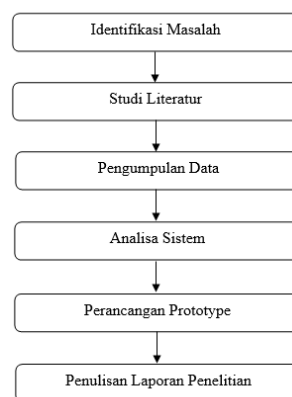 Identifikasi Masalah
Studi Literatur
Pengumpulan Data
Analisa Sistem
Perancangan Prototype
Penulisan Laporan Penelitian